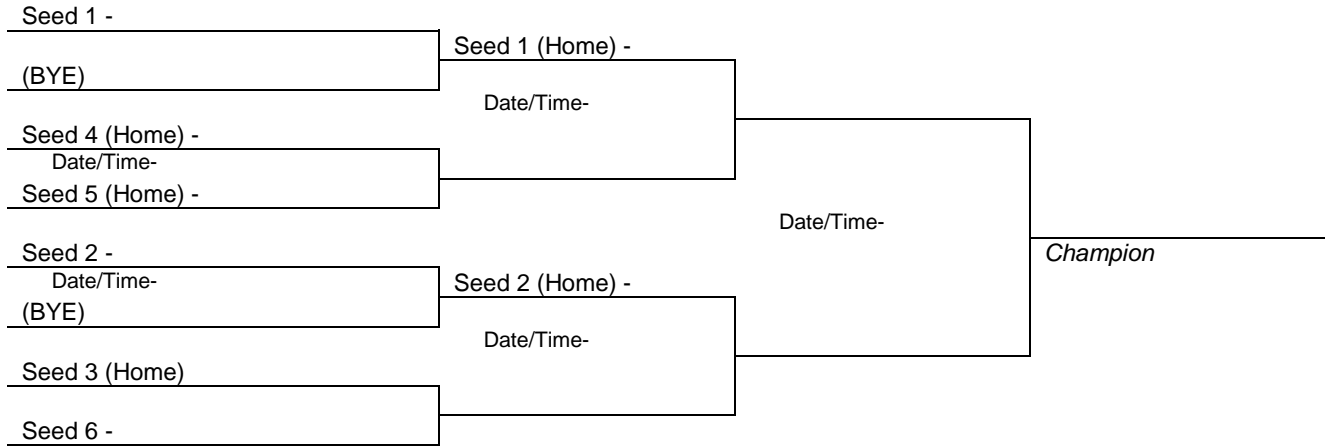 Seed 1 -
Seed 1 (Home) -
(BYE)
Date/Time-
Seed 4 (Home) -
Date/Time-
Seed 5 (Home) -
Date/Time-
Seed 2 -
Champion
Date/Time-
Seed 2 (Home) -
(BYE)
Date/Time-
Seed 3 (Home)
Seed 6 -